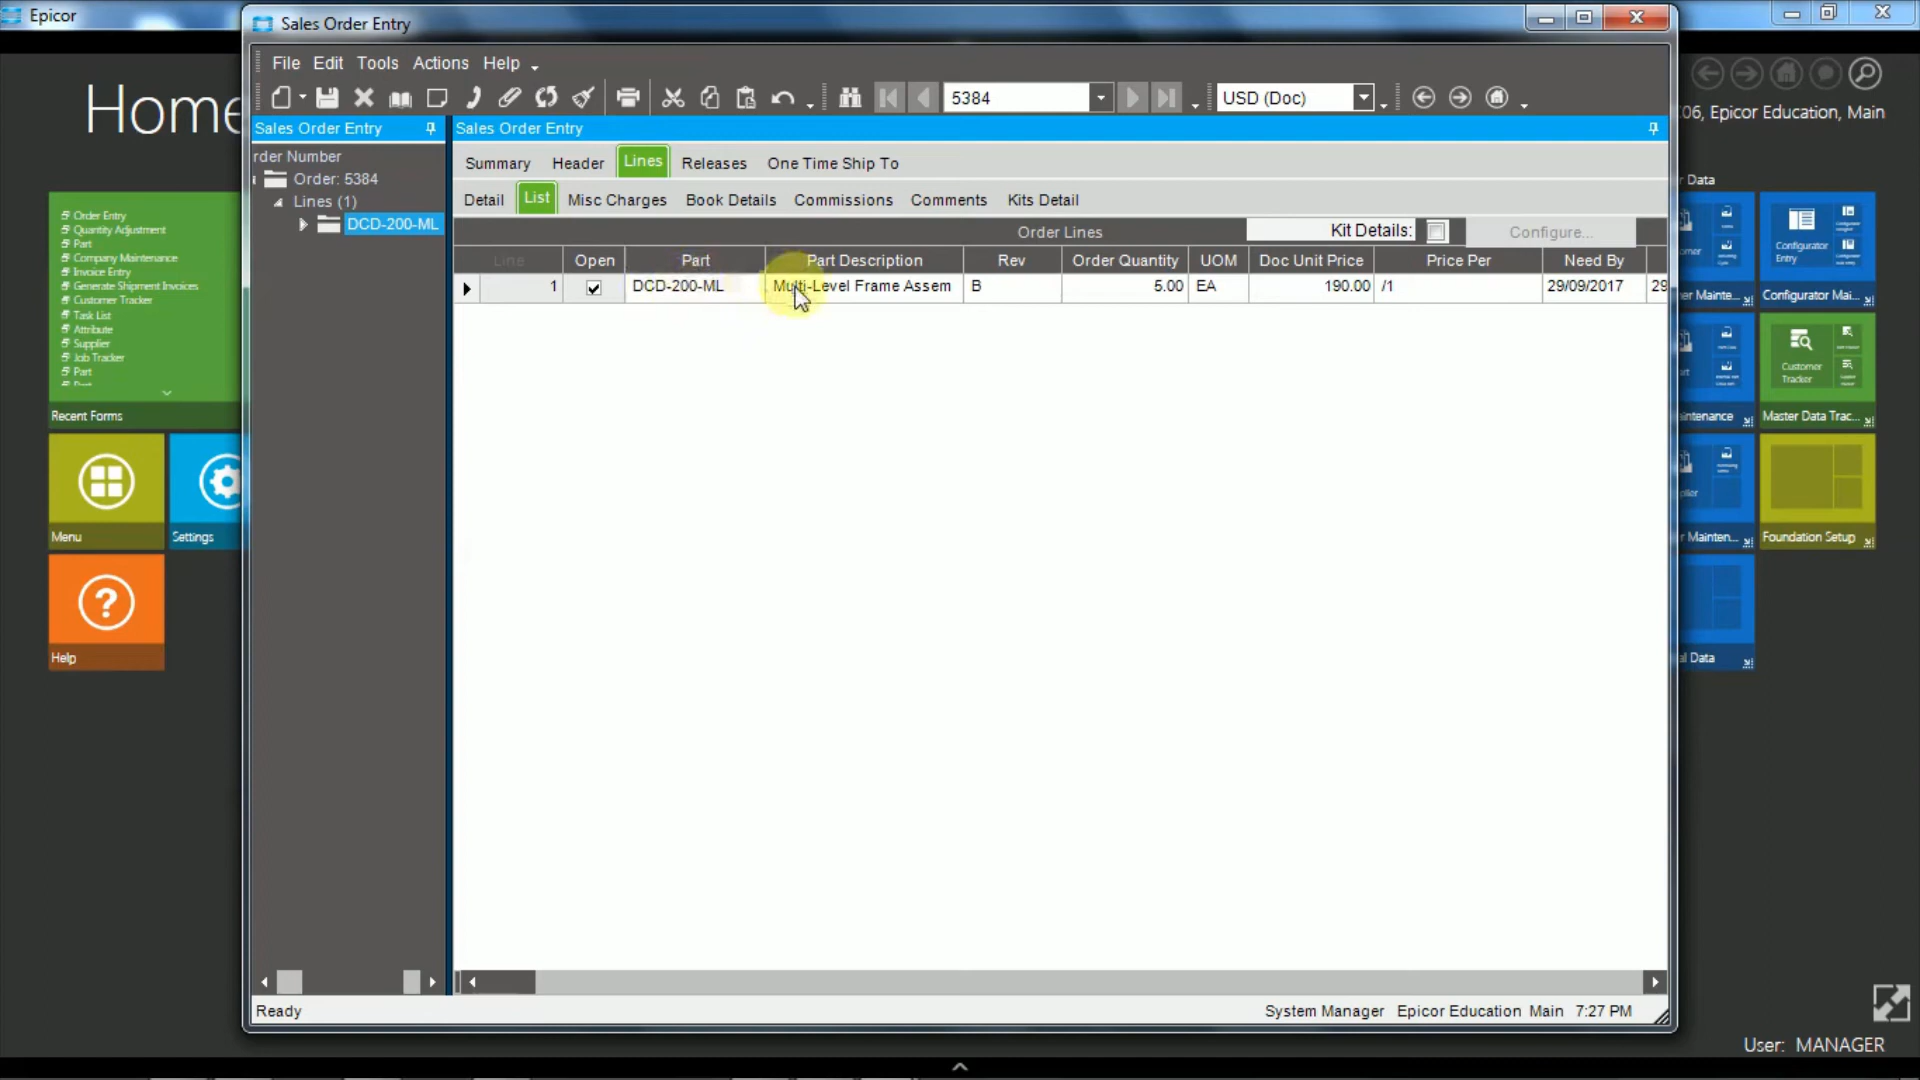 Epicor
Sales Order Entry
File Edit Tools Actions Help
5384
USD (Doc)
Home
06, Epicor Education, Main
Sales Order Entry
Sales Order Entry
rder Number
Order: 5384
Lines (1)
DCD-200-ML
Summary Header Lines Releases One Time Ship To
Detail List Misc Charges Book Details Commissions Comments Kits Detail
Order Lines Kit Details: Configure...
Line Open Part Part Description Rev Order Quantity UOM Doc Unit Price Price Per Need By
1 DCD-200-ML Multi-Level Frame Assem B 5.00 EA 190.00 /1 29/09/2017 29
Order Entry
Quantity Adjustment
Part
Company Maintenance
Invoice Entry
Generate Shipment Invoices
Customer Tracker
Task List
Attribute
Supplier
Job Tracker
Part
Recent Forms
Menu
Settings
Help
Data
Configurator Entry
Configurator Mai...
Customer Tracker
Master Data Trac...
Foundation Setup
Ready
System Manager Epicor Education Main 7:27 PM
User: MANAGER